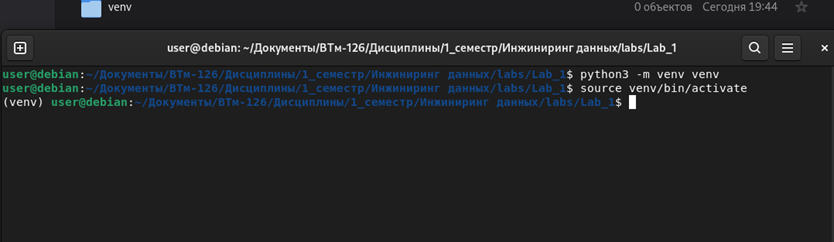 venv 0 объектов Сегодня 19:44
user@debian: ~/Документы/ВТм-126/Дисциплины/1_семестр/Инжиниринг данных/labs/Lab_1
user@debian:~/Документы/ВТм-126/Дисциплины/1_семестр/Инжиниринг данных/labs/Lab_1$ python3 -m venv venv
user@debian:~/Документы/ВТм-126/Дисциплины/1_семестр/Инжиниринг данных/labs/Lab_1$ source venv/bin/activate
(venv) user@debian:~/Документы/ВТм-126/Дисциплины/1_семестр/Инжиниринг данных/labs/Lab_1$